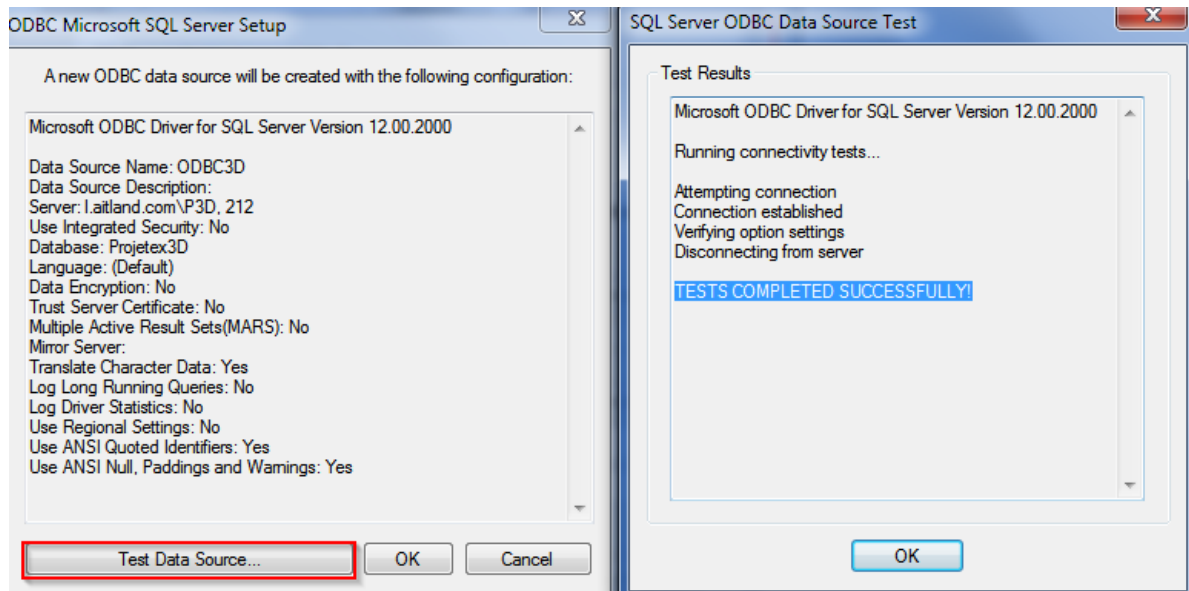 ODBC Microsoft SQL Server Setup
A new ODBC data source will be created with the following configuration:
Microsoft ODBC Driver for SQL Server Version 12.00.2000
Data Source Name: ODBC3D
Data Source Description:
Server: l.aitland.com\P3D, 212
Use Integrated Security: No
Database: Projetex3D
Language: (Default)
Data Encryption: No
Trust Server Certificate: No
Multiple Active Result Sets(MARS): No
Mirror Server:
Translate Character Data: Yes
Log Long Running Queries: No
Log Driver Statistics: No
Use Regional Settings: No
Use ANSI Quoted Identifiers: Yes
Use ANSI Null, Paddings and Warnings: Yes
Test Data Source...
OK
Cancel
SQL Server ODBC Data Source Test
Test Results
Microsoft ODBC Driver for SQL Server Version 12.00.2000
Running connectivity tests...
Attempting connection
Connection established
Verifying option settings
Disconnecting from server
TESTS COMPLETED SUCCESSFULLY!
OK